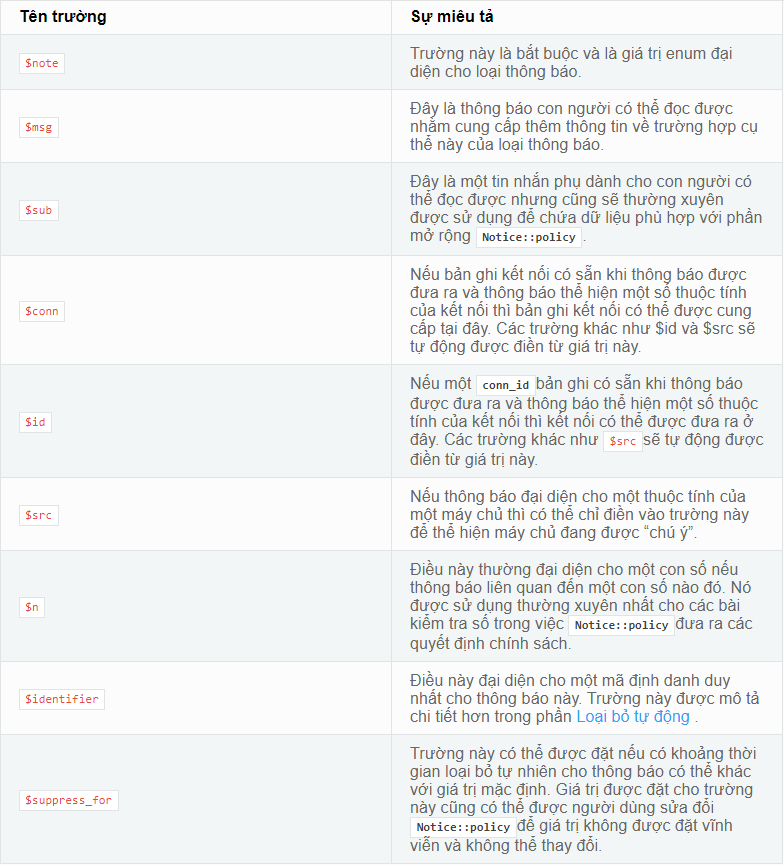 Tên trường
Sự miêu tả
$note
Trường này là bắt buộc và là giá trị enum đại
diện cho loại thông báo.
$msg
Đây là thông báo con người có thể đọc được
nhằm cung cấp thêm thông tin về trường hợp cụ
thể này của loại thông báo.
$sub
Đây là một tin nhắn phụ dành cho con người có
thể đọc được nhưng cũng sẽ thường xuyên
được sử dụng để chứa dữ liệu phù hợp với phần
mở rộng Notice::policy .
$conn
Nếu bản ghi kết nối có sẵn khi thông báo được
đưa ra và thông báo thể hiện một số thuộc tính
của kết nối thì bản ghi kết nối có thể được cung
cấp tại đây. Các trường khác như $id và $src sẽ
tự động được điền từ giá trị này.
$id
Nếu một conn_id bản ghi có sẵn khi thông báo
được đưa ra và thông báo thể hiện một số thuộc
tính của kết nối thì kết nối có thể được đưa ra ở
đây. Các trường khác như $src sẽ tự động được
điền từ giá trị này.
$src
Nếu thông báo đại diện cho một thuộc tính của
một máy chủ thì có thể chỉ điền vào trường này
để thể hiện máy chủ đang được “chú ý”.
$n
Điều này thường đại diện cho một con số nếu
thông báo liên quan đến một con số nào đó. Nó
được sử dụng thường xuyên nhất cho các bài
kiểm tra số trong việc Notice::policy đưa ra các
quyết định chính sách.
$identifier
Điều này đại diện cho một mã định danh duy
nhất cho thông báo này. Trường này được mô tả
chi tiết hơn trong phần Loại bỏ tự động .
$suppress_for
Trường này có thể được đặt nếu có khoảng thời
gian loại bỏ tự nhiên cho thông báo có thể khác
với giá trị mặc định. Giá trị được đặt cho trường
này cũng có thể được người dùng sửa đổi
Notice::policy để giá trị không được đặt vĩnh
viễn và không thể thay đổi.